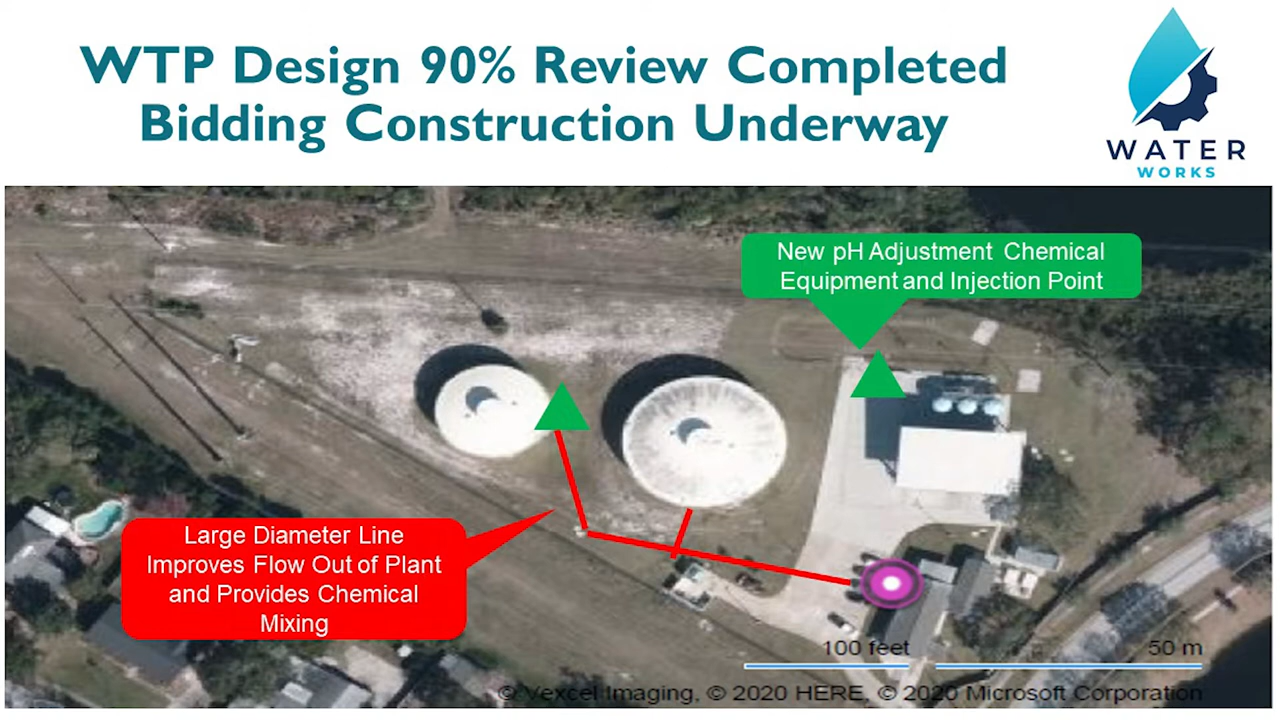 WTP Design 90% Review Completed
Bidding Construction Underway
WATER
WORKS
New pH Adjustment Chemical
Equipment and Injection Point
Large Diameter Line
Improves Flow Out of Plant
and Provides Chemical
Mixing
100 feet
50 m
© Vexcel Imaging, © 2020 HERE, © 2020 Microsoft Corporation